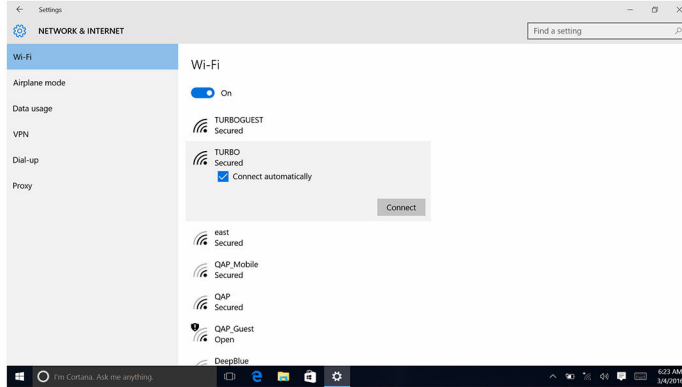 Settings
NETWORK & INTERNET
Find a setting
Wi-Fi
Airplane mode
Data usage
VPN
Dial-up
Proxy
Wi-Fi
On
TURBOGUEST
Secured
TURBO
Secured
Connect automatically
Connect
east
Secured
QAP_Mobile
Secured
QAP
Secured
QAP_Guest
Open
DeepBlue
I'm Cortana. Ask me anything.
6:23 AM
3/4/2016